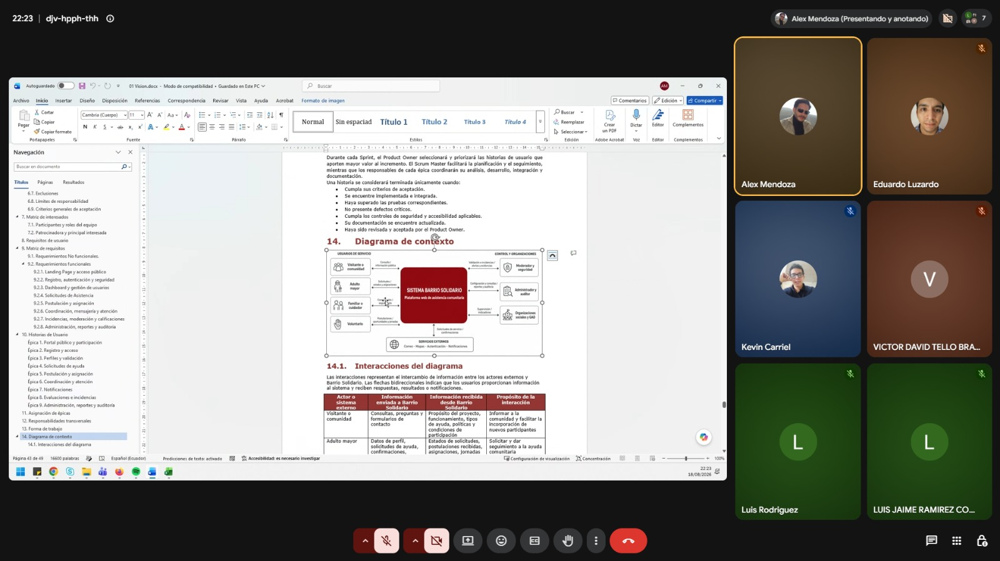 22:23 | djv-hpph-thh
Alex Mendoza (Presentando y anotando)
7
Autoguardado
01 Vision.docx - Modo de compatibilidad • Guardado en Este PC
Buscar
AM
Archivo Inicio Insertar Diseño Disposición Referencias Correspondencia Revisar Vista Ayuda Acrobat Formato de imagen
Comentarios Edición Compartir
Pegar
Cortar
Copiar
Copiar formato
Portapapeles
Cambria (Cuerpo) 11
N K S
Fuente
Párrafo
Normal Sin espaciad Título 1 Título 2 Título 3 Título 4
Estilos
Buscar
Reemplazar
Seleccionar
Edición
Crear un PDF
Adobe Acrobat
Dictar
Voz
Editor
Editor
Complementos
Complementos
Navegación
Buscar en documento
Títulos Páginas Resultados
6.7. Exclusiones
6.8. Límites de responsabilidad
6.9. Criterios generales de aceptación
7. Matriz de interesados
7.1. Participantes y roles del equipo
7.2. Patrocinadora y principal interesada
8. Requisitos de usuario
9. Matriz de requisitos
9.1. Requerimientos No funcionales.
9.2. Requerimientos funcionales
9.2.1. Landing Page y acceso público
9.2.2. Registro, autenticación y seguridad
9.2.3. Dashboard y gestión de usuarios
9.2.4. Solicitudes de Asistencia
9.2.5. Postulación y asignación
9.2.6. Coordinación, mensajería y atención
9.2.7. Incidencias, moderación y calificaciones
9.2.8. Administración, reportes y auditoria
10. Historias de Usuario
Épica 1. Portal público y participación
Épica 2. Registro y acceso
Épica 3. Perfiles y validación
Épica 4. Solicitudes de ayuda
Épica 5. Postulación y asignación
Épica 6. Coordinación y atención
Épica 7. Notificaciones
Épica 8. Evaluaciones e incidencias
Épica 9. Administración, reportes y auditoría
11. Asignación de épicas
12. Responsabilidades transversales
13. Forma de trabajo
14. Diagrama de contexto
14.1. Interacciones del diagrama
Durante cada Sprint, el Product Owner seleccionará y priorizará las historias de usuario que
aporten mayor valor al incremento. El Scrum Master facilitará la planificación y el seguimiento,
mientras que los responsables de cada épica coordinarán su análisis, desarrollo, integración y
documentación.
Una historia se considerará terminada únicamente cuando:
• Cumpla sus criterios de aceptación.
• Se encuentre implementada e integrada.
• Haya superado las pruebas correspondientes.
• No presente defectos críticos.
• Cumpla los controles de seguridad y accesibilidad aplicables.
• Su documentación se encuentre actualizada.
• Haya sido revisada y aceptada por el Product Owner.
14. Diagrama de contexto
USUARIOS DE SERVICIO
CONTROL Y ORGANIZACIONES
Visitante o comunidad
Adulto mayor
Familiar o cuidador
Voluntario
Consulta / información pública
SISTEMA BARRIO SOLIDARIO
Plataforma web de asistencia comunitaria
Moderador y seguridad
Administrador y auditor
Organizaciones sociales y GAD
Supervisión / indicadores
Solicitudes de servicio / confirmaciones
SERVICIOS EXTERNOS
Correo - Mapas - Autenticación - Notificaciones
14.1. Interacciones del diagrama
Las interacciones representan el intercambio de información entre los actores externos y
Barrio Solidario. Las flechas bidireccionales indican que los usuarios proporcionan información
al sistema y reciben respuestas, resultados o notificaciones.
Actor o sistema externo
Información enviada a Barrio Solidario
Información recibida desde Barrio Solidario
Propósito de la interacción
Visitante o comunidad
Consultas, preguntas y formularios de contacto
Propósito del proyecto, funcionamiento, tipos de ayuda, políticas y condiciones de participación
Informar a la comunidad y facilitar la incorporación de nuevos participantes
Adulto mayor
Datos de perfil, solicitudes de ayuda, confirmaciones,
Estados de solicitudes, postulaciones recibidas, asignaciones, jornadas
Solicitar y dar seguimiento a la ayuda comunitaria
Página 43 de 49 16600 palabras Español (Ecuador) Predicciones de texto: activado Accesibilidad: es necesario investigar
Configuración de visualización Concentración 100%
22:23
18/08/2026
Alex Mendoza
Eduardo Luzardo
Kevin Carriel
V
VICTOR DAVID TELLO BRA...
L
Luis Rodriguez
L
LUIS JAIME RAMIREZ CO...